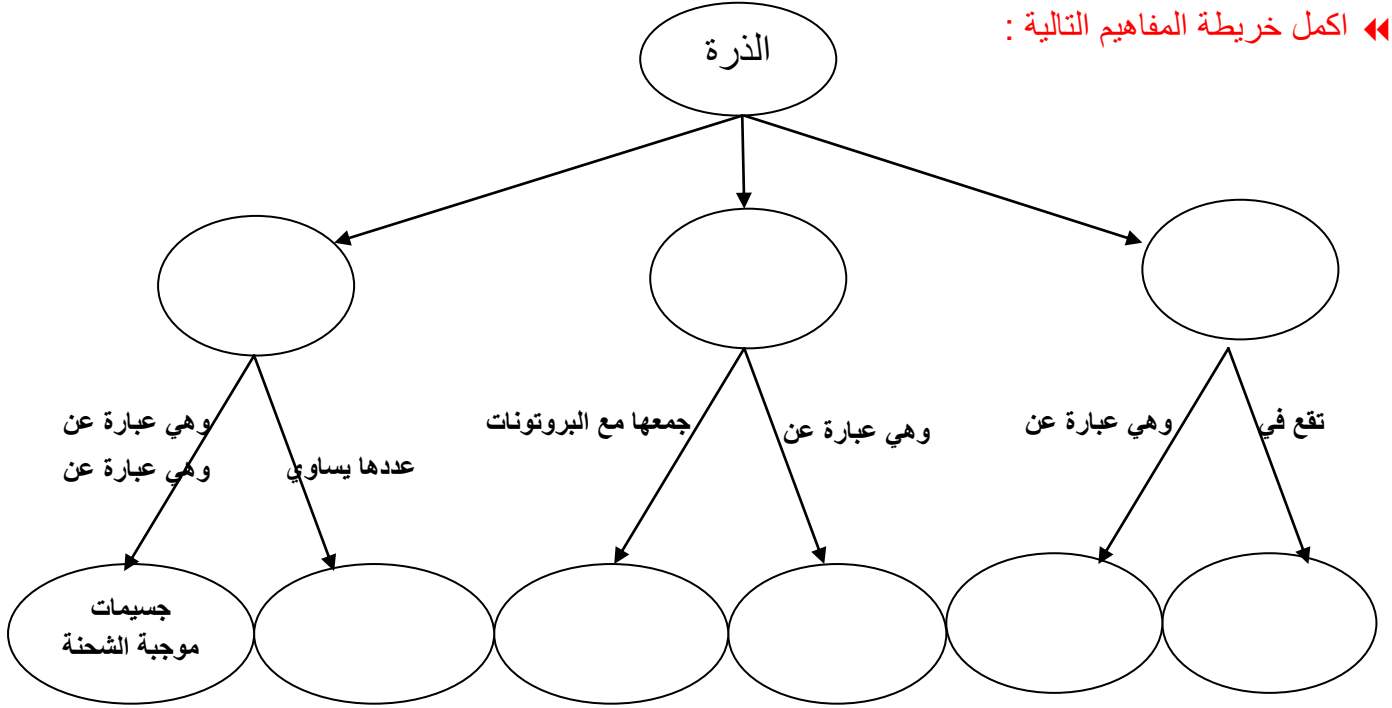 اكمل خريطة المفاهيم التالية :
الذرة
تقع في
وهي عبارة عن
وهي عبارة عن
جمعها مع البروتونات
عددها يساوي
وهي عبارة عن
وهي عبارة عن
جسيمات
موجبة الشحنة